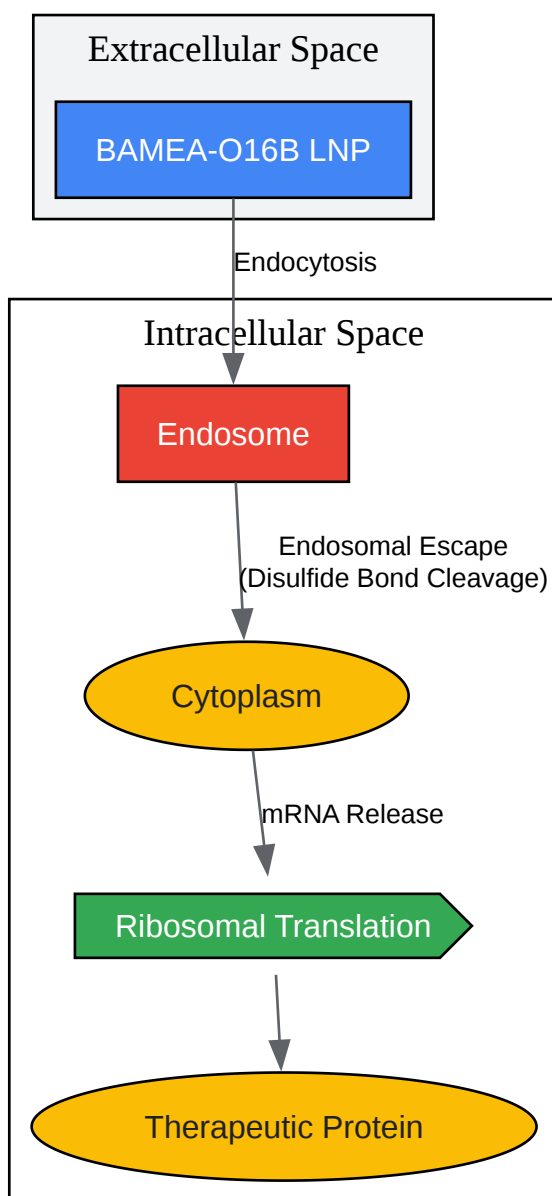 Extracellular Space
BAMEA-O16B LNP
Endocytosis
Intracellular Space
Endosome
Endosomal Escape
(Disulfide Bond Cleavage)
Cytoplasm
mRNA Release
Ribosomal Translation
Therapeutic Protein